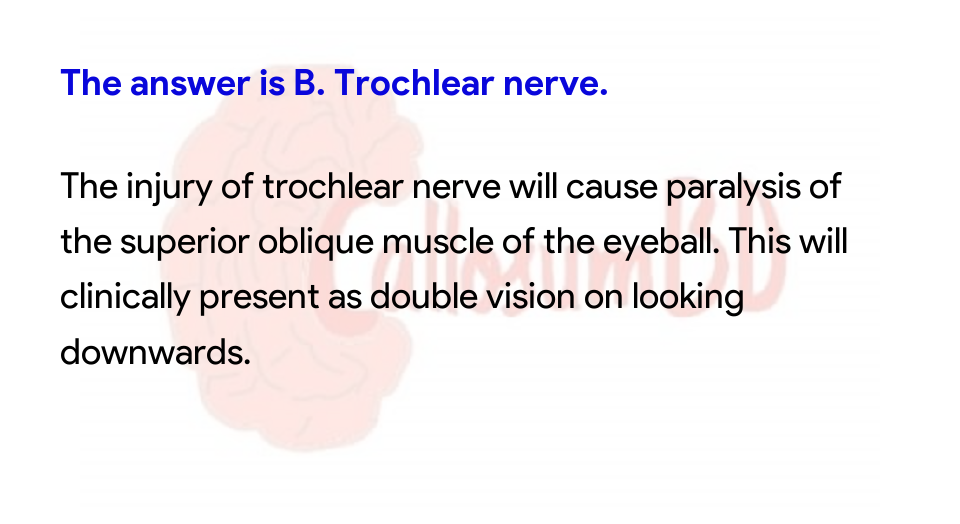 The answer is B. Trochlear nerve.
The injury of trochlear nerve will cause paralysis of
the superior oblique muscle of the eyeball. This will
clinically present as double vision on looking
downwards.
CallosumBD